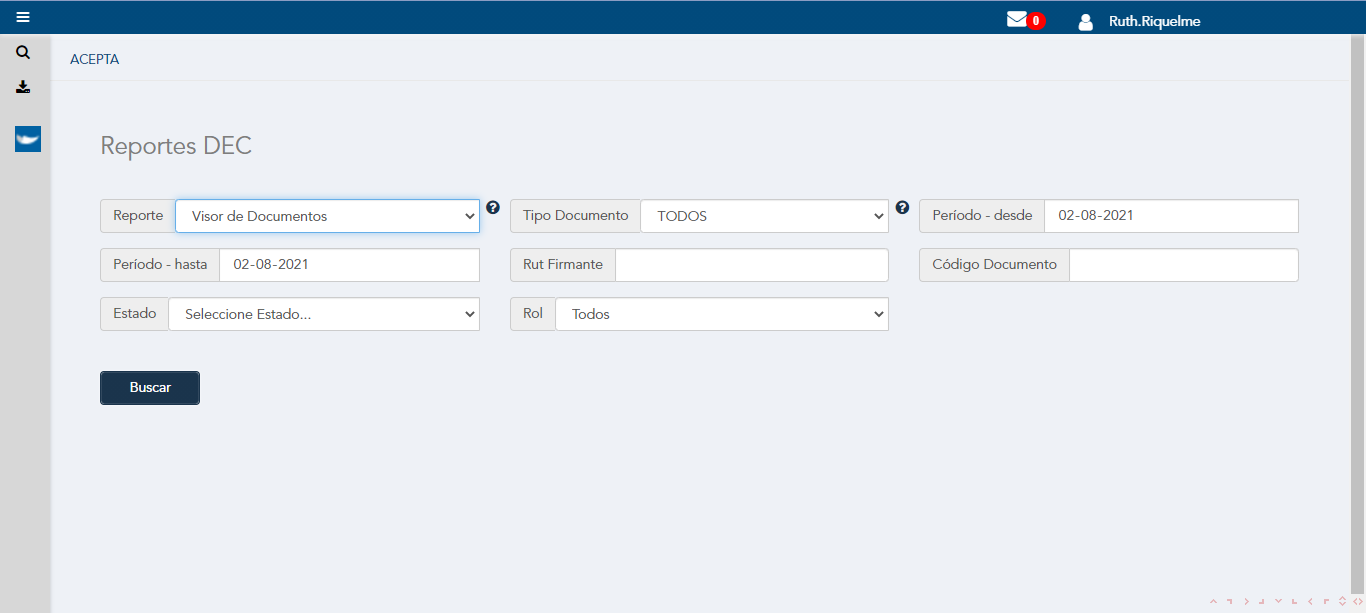 0 Ruth.Riquelme
ACEPTA
Reportes DEC
Reporte Visor de Documentos Tipo Documento TODOS Período - desde 02-08-2021
Período - hasta 02-08-2021 Rut Firmante Código Documento
Estado Seleccione Estado... Rol Todos
Buscar